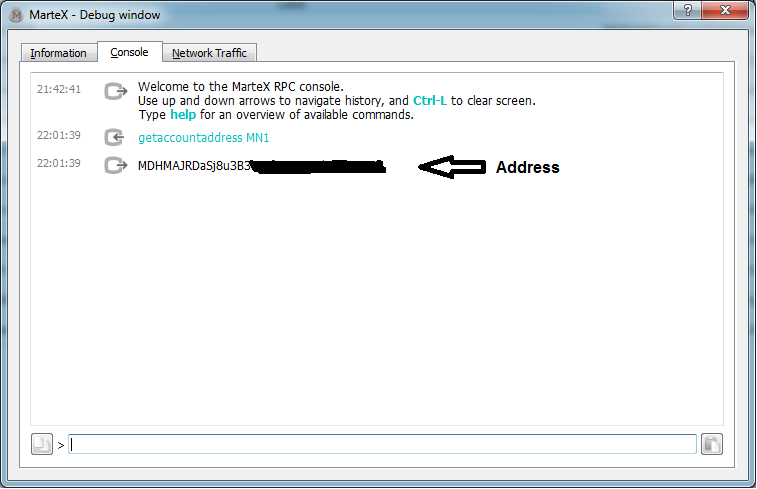 MarteX - Debug window
Information Console Network Traffic
21:42:41 Welcome to the MarteX RPC console.
Use up and down arrows to navigate history, and Ctrl-L to clear screen.
Type help for an overview of available commands.
22:01:39 getaccountaddress MN1
22:01:39 MDHMAJRDaSj8u3B3 Address
>